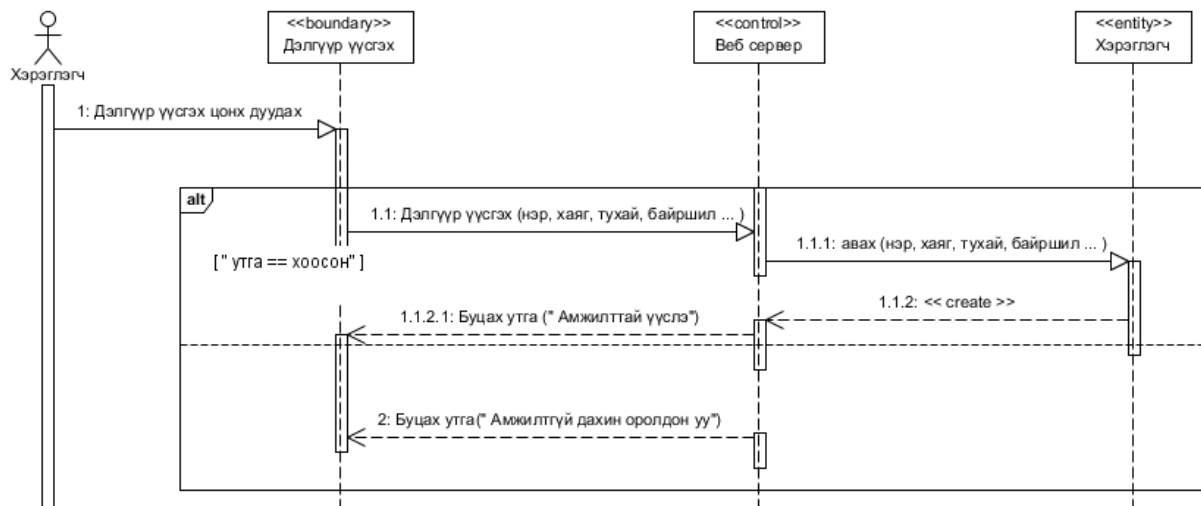 <<boundary>>
Дэлгүүр үүсгэх
<<control>>
Веб сервер
<<entity>>
Хэрэглэгч
Хэрэглэгч
1: Дэлгүүр үүсгэх цонх дуудах
alt
1.1: Дэлгүүр үүсгэх (нэр, хаяг, тухай, байршил ... )
1.1.1: авах (нэр, хаяг, тухай, байршил ... )
[ " утга == хоосон" ]
1.1.2: << create >>
1.1.2.1: Буцах утга (" Амжилттай үүслэ")
2: Буцах утга(" Амжилтгүй дахин оролдон уу")